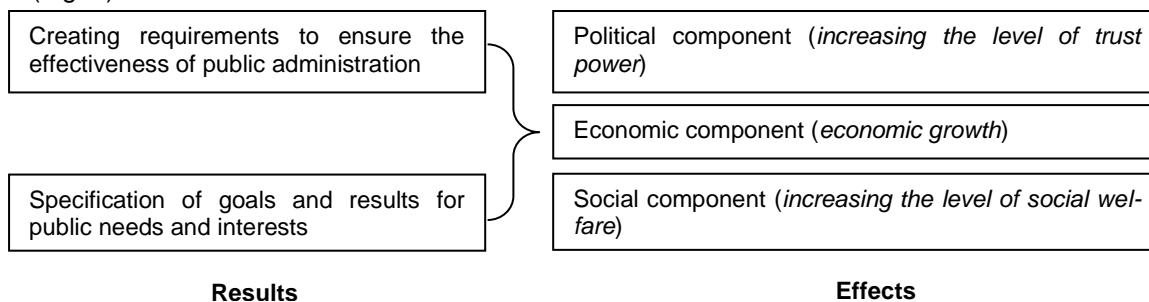 Creating requirements to ensure the
effectiveness of public administration
Specification of goals and results for
public needs and interests
Results
Political component (increasing the level of trust
power)
Economic component (economic growth)
Social component (increasing the level of social wel-
fare)
Effects